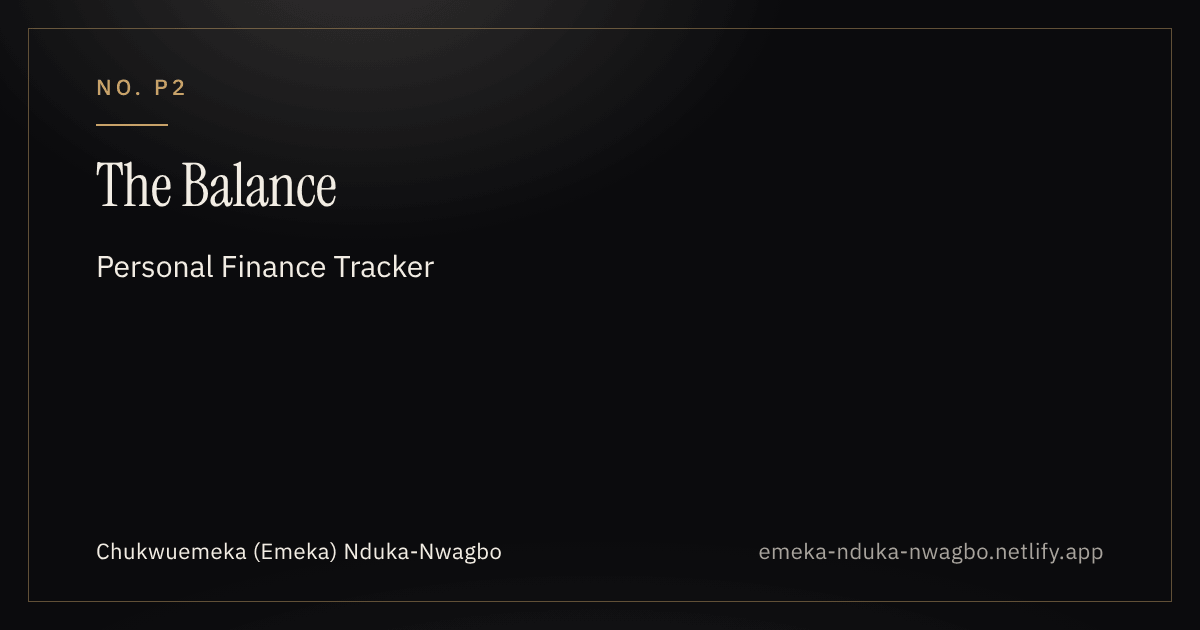 NO. P2
The Balance
Personal Finance Tracker
Chukwuemeka (Emeka) Nduka-Nwagbo
emeka-nduka-nwagbo.netlify.app